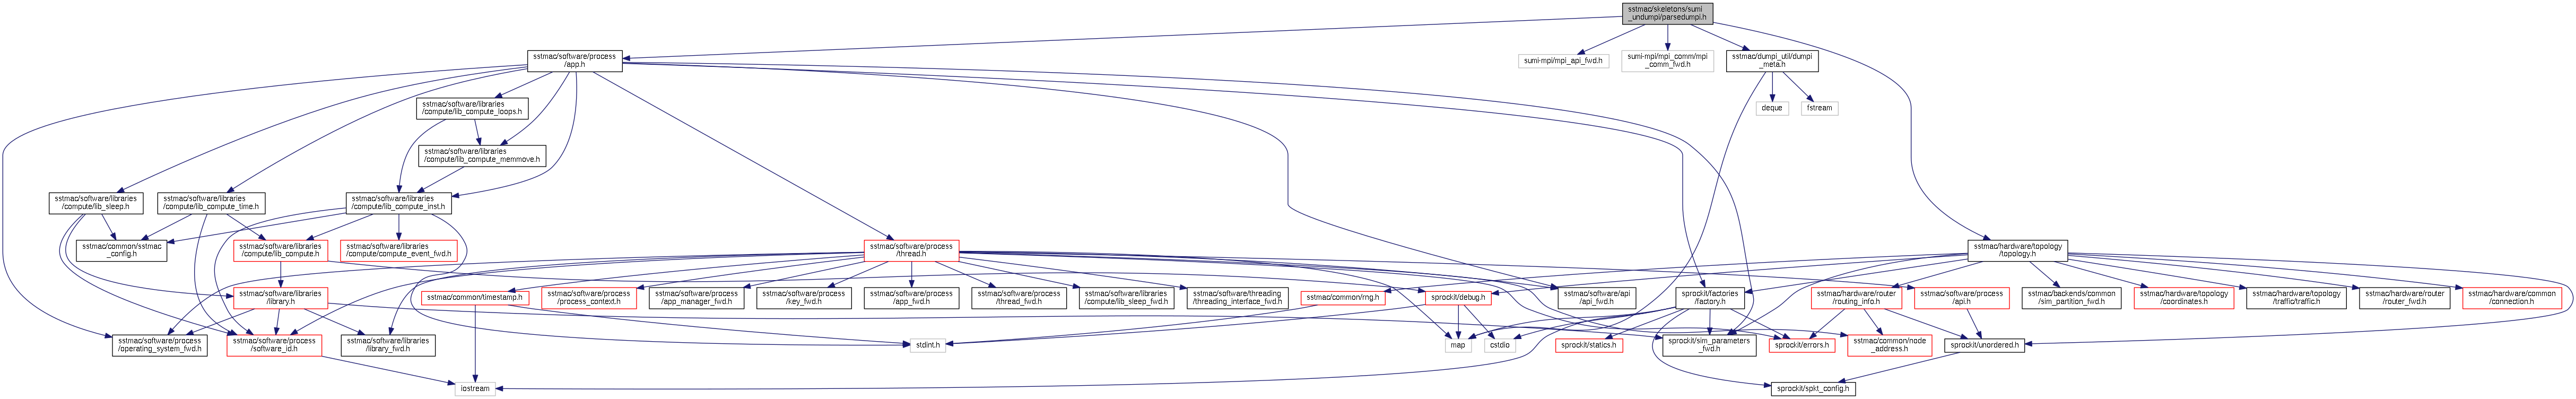 sstmac/skeletons/sumi
_undumpi/parsedumpi.h
sstmac/software/process
/app.h
sumi-mpi/mpi_api_fwd.h
sumi-mpi/mpi_comm/mpi
_comm_fwd.h
sstmac/dumpi_util/dumpi
_meta.h
sstmac/software/libraries
/compute/lib_compute_loops.h
deque
fstream
sstmac/software/libraries
/compute/lib_compute_memmove.h
sstmac/software/libraries
/compute/lib_sleep.h
sstmac/software/libraries
/compute/lib_compute_time.h
sstmac/software/libraries
/compute/lib_compute_inst.h
sstmac/common/sstmac
_config.h
sstmac/software/libraries
/compute/lib_compute.h
sstmac/software/libraries
/compute/compute_event_fwd.h
sstmac/software/process
/thread.h
sstmac/hardware/topology
/topology.h
sstmac/software/libraries
/library.h
sstmac/common/timestamp.h
sstmac/software/process
/process_context.h
sstmac/software/process
/app_manager_fwd.h
sstmac/software/process
/key_fwd.h
sstmac/software/process
/app_fwd.h
sstmac/software/process
/thread_fwd.h
sstmac/software/libraries
/compute/lib_sleep_fwd.h
sstmac/software/threading
/threading_interface_fwd.h
sstmac/common/rng.h
sprockit/debug.h
sstmac/software/api
/api_fwd.h
sprockit/factories
/factory.h
sstmac/hardware/router
/routing_info.h
sstmac/software/process
/api.h
sstmac/backends/common
/sim_partition_fwd.h
sstmac/hardware/topology
/coordinates.h
sstmac/hardware/topology
/traffic/traffic.h
sstmac/hardware/router
/router_fwd.h
sstmac/hardware/common
/connection.h
sstmac/software/process
/operating_system_fwd.h
sstmac/software/process
/software_id.h
sstmac/software/libraries
/library_fwd.h
stdint.h
map
cstdio
sprockit/statics.h
sprockit/sim_parameters
_fwd.h
sprockit/errors.h
sstmac/common/node
_address.h
sprockit/unordered.h
iostream
sprockit/spkt_config.h